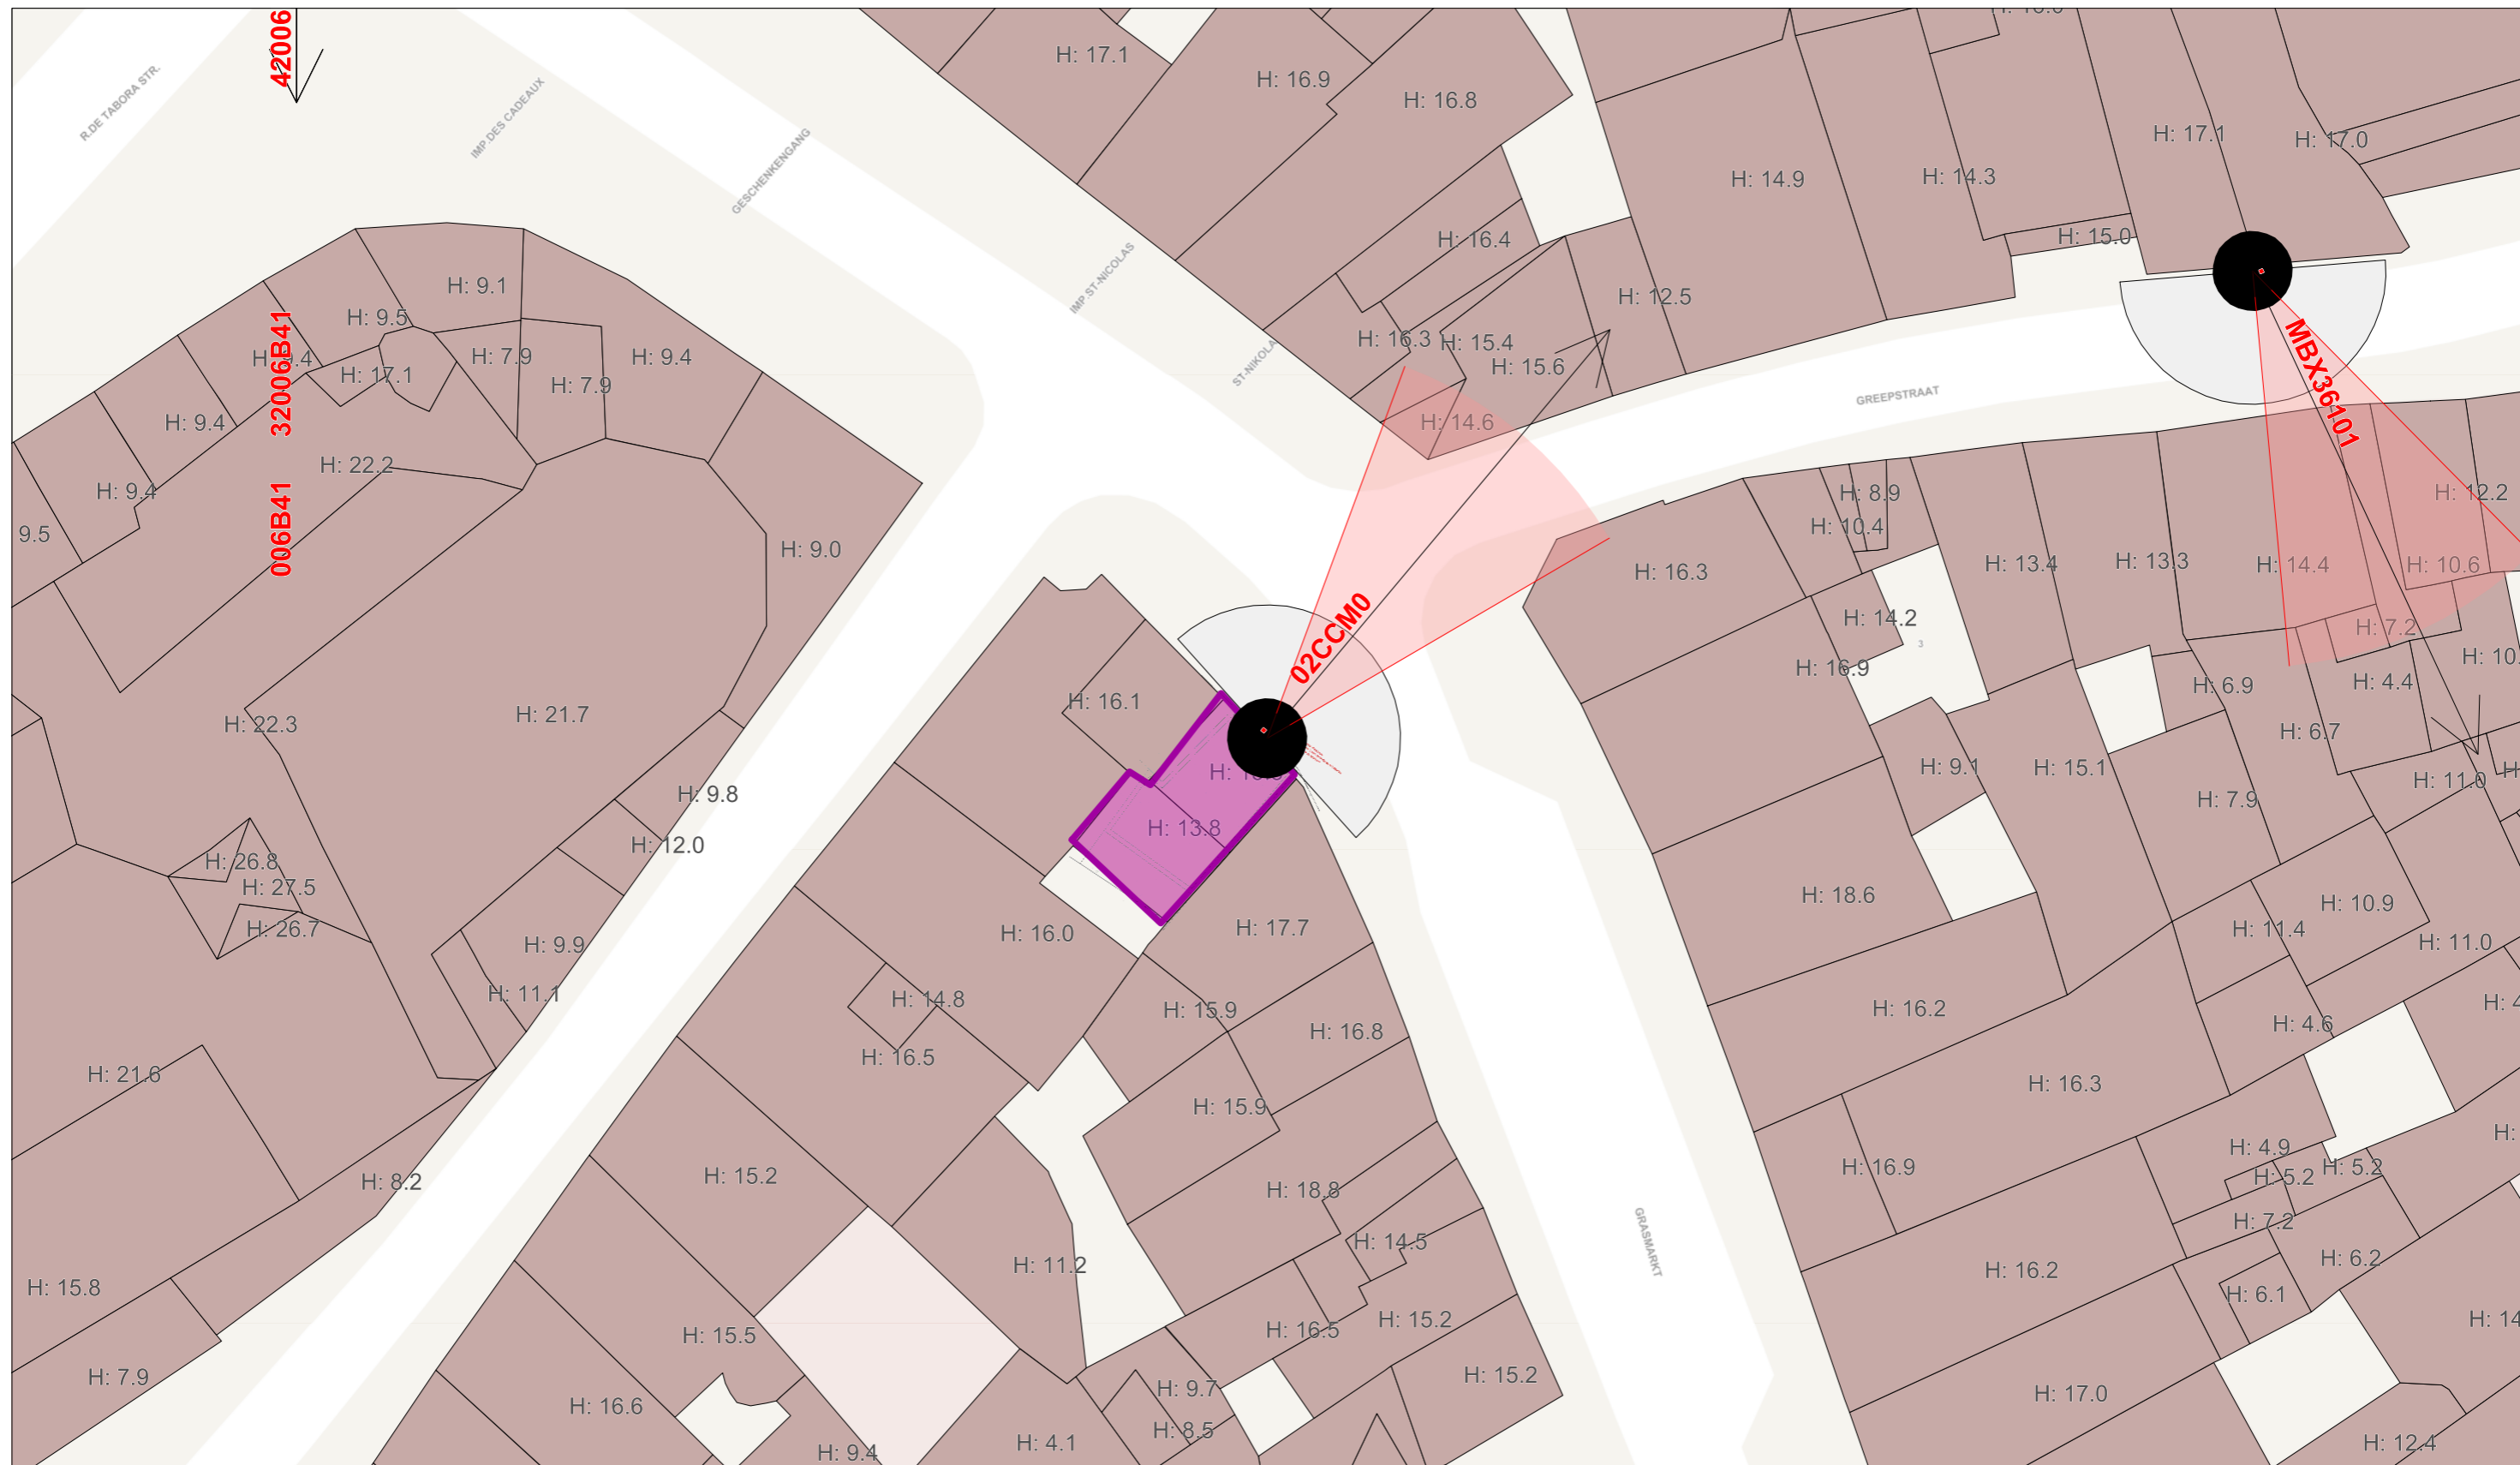 42006
R.DE TABORA STR.
IMP.DES CADEAUX
GESCHENKENGANG
IMP.ST-NICOLAS
ST-NIKOLA
H: 17.1
H: 16.9
H: 16.8
H: 14.9
H: 14.3
H: 17.1
H: 17.0
H: 16.4
H: 15.0
H: 12.5
H: 16.3
H: 15.4
H: 15.6
H: 14.6
GREEPSTRAAT
MBX36101
H: 9.1
H: 9.5
32006B41
H: 9.4
H: 17.1
H: 7.9
H: 7.9
H: 9.4
H: 9.4
H: 22.2
H: 9.4
9.5
006B41
H: 9.0
H: 8.9
H: 10.4
H: 12.2
H: 16.3
H: 13.4
H: 13.3
H: 14.4
H: 10.6
H: 14.2
H: 7.2
3
H: 16.9
H: 10.
H: 6.9
H: 4.4
02CCM0
H: 16.1
H: 21.7
H: 22.3
H: 6.7
H: 9.1
H: 15.1
H: 11.0
H: 9.8
H: 7.9
H: 13.8
H: 12.0
H: 26.8
H: 27.5
H: 26.7
H: 18.6
H: 10.9
H: 17.7
H: 16.0
H: 11.4
H: 11.0
H: 9.9
H: 11.1
H: 14.8
H: 15.9
H: 16.2
H: 4
H: 16.8
H: 4.6
H: 16.5
H: 21.6
H: 16.3
H: 15.9
H:
H: 4.9
H: 16.9
H: 5.2
H: 5.2
H: 15.2
H: 8.2
H: 18.8
H: 7.2
GRASMARKT
H: 14.5
H: 11.2
H: 16.2
H: 6.2
H: 15.8
H: 6.1
H: 15.5
H: 16.5
H: 15.2
H: 14
H: 7.9
H: 9.7
H: 15.2
H: 17.0
H: 16.6
H: 8.5
H: 4.1
H: 9.4
H: 12.4